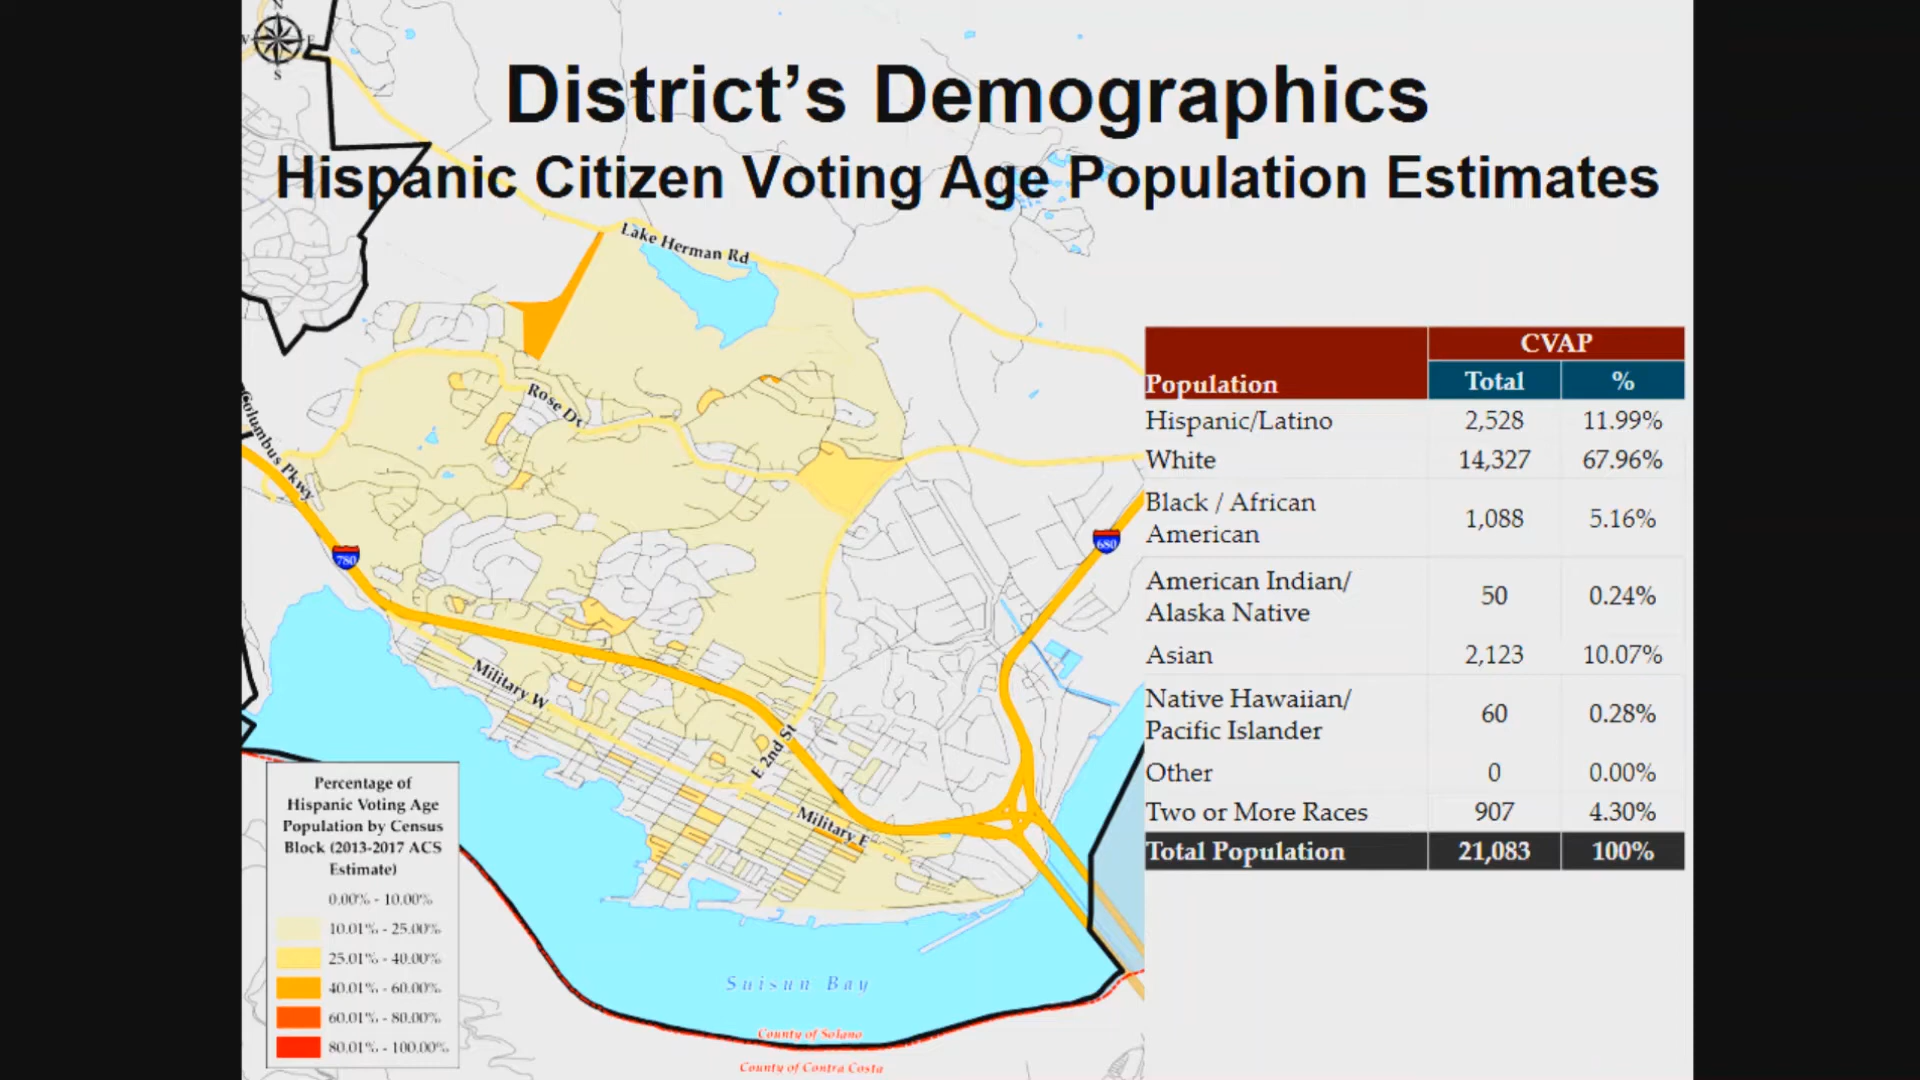 N
W
E
S
District's Demographics
Hispanic Citizen Voting Age Population Estimates
Lake Herman Rd
Rose Dr
Columbus Pkwy
780
680
Military W
E 2nd St
Military E
Suisun Bay
County of Solano
County of Contra Costa
Percentage of
Hispanic Voting Age
Population by Census
Block (2013-2017 ACS
Estimate)
0.00% - 10.00%
10.01% - 25.00%
25.01% - 40.00%
40.01% - 60.00%
60.01% - 80.00%
80.01% - 100.00%
Population CVAP
Total %
Hispanic/Latino 2,528 11.99%
White 14,327 67.96%
Black / African
American 1,088 5.16%
American Indian/
Alaska Native 50 0.24%
Asian 2,123 10.07%
Native Hawaiian/
Pacific Islander 60 0.28%
Other 0 0.00%
Two or More Races 907 4.30%
Total Population 21,083 100%